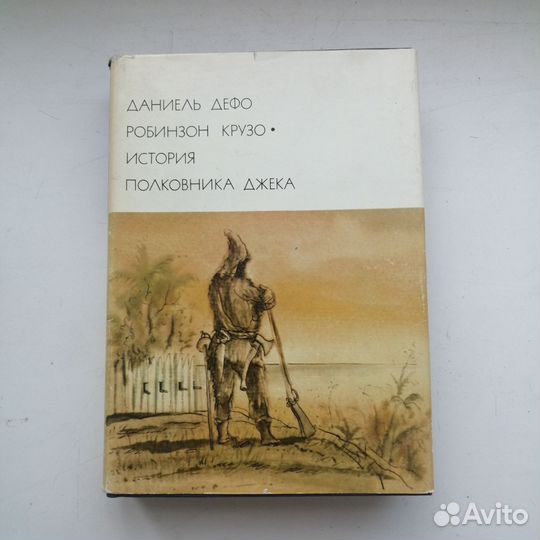 ДАНИЕЛЬ ДЕФО
РОБИНЗОН КРУЗО •
ИСТОРИЯ
ПОЛКОВНИКА ДЖЕКА
Avito